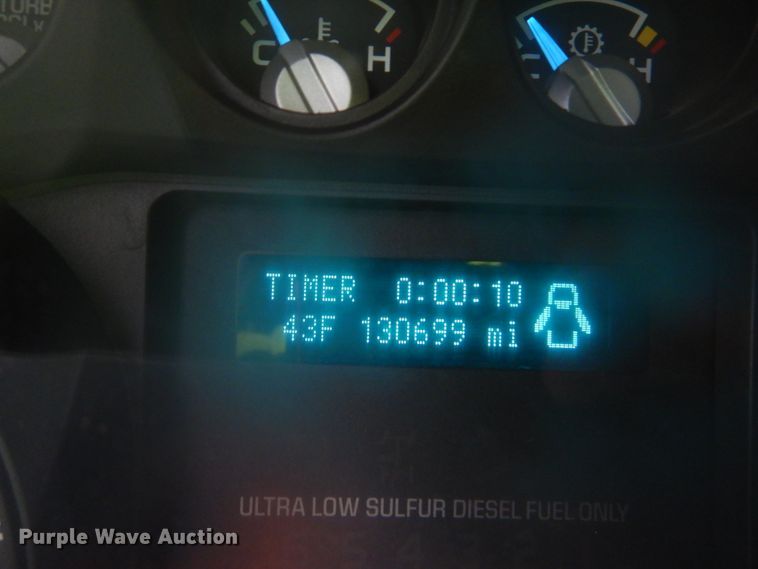 C H
C H
TIMER 0:00:10
43F 130699 mi
ULTRA LOW SULFUR DIESEL FUEL ONLY
Purple Wave Auction®